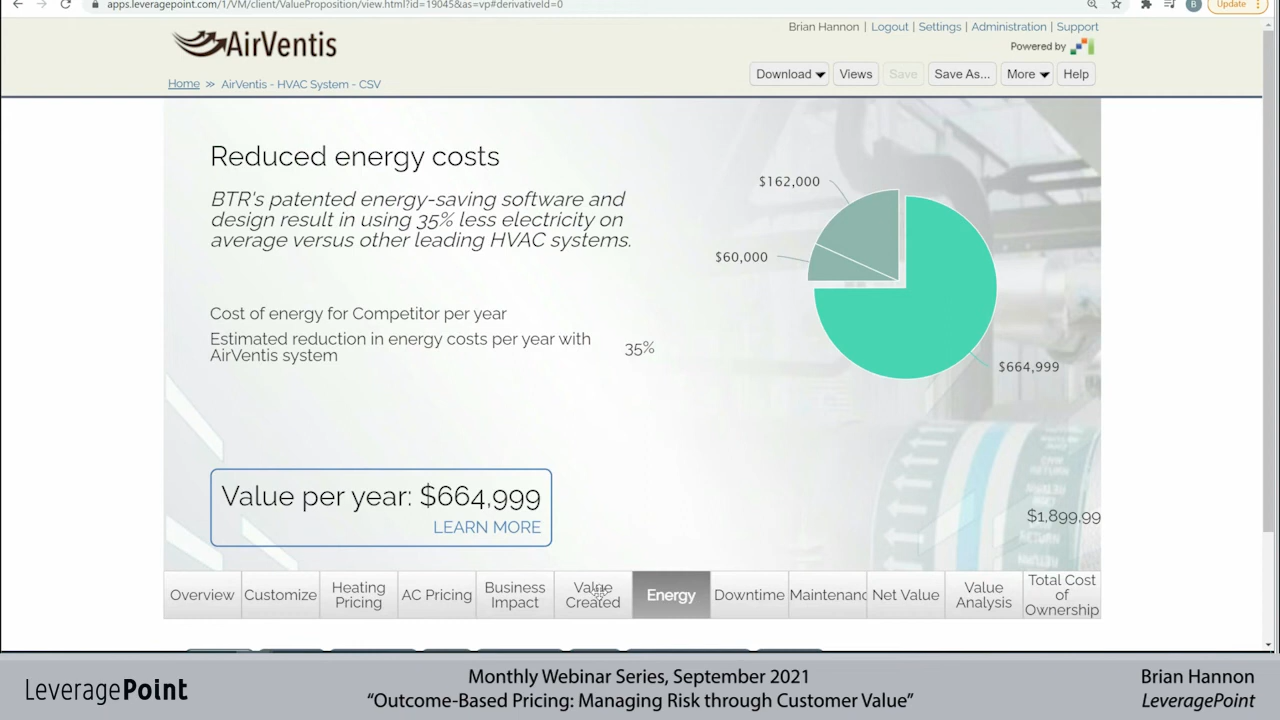 apps.leveragepoint.com/1/VM/client/ValueProposition/view.html?id=19045&as=vp#derivativeId=0
B
Update
AirVentis
Brian Hannon | Logout | Settings | Administration | Support
Powered by
Home >> AirVentis - HVAC System - CSV
Download Views Save Save As... More Help
Reduced energy costs
BTR's patented energy-saving software and
design result in using 35% less electricity on
average versus other leading HVAC systems.
Cost of energy for Competitor per year
Estimated reduction in energy costs per year with
AirVentis system
35%
$162,000
$60,000
$664,999
Value per year: $664,999
LEARN MORE
$1,899,99
Overview
Customize
Heating
Pricing
AC Pricing
Business
Impact
Value
Created
Energy
Downtime
Maintenanc
Net Value
Value
Analysis
Total Cost
of
Ownership
LeveragePoint
Monthly Webinar Series, September 2021
“Outcome-Based Pricing: Managing Risk through Customer Value”
Brian Hannon
LeveragePoint